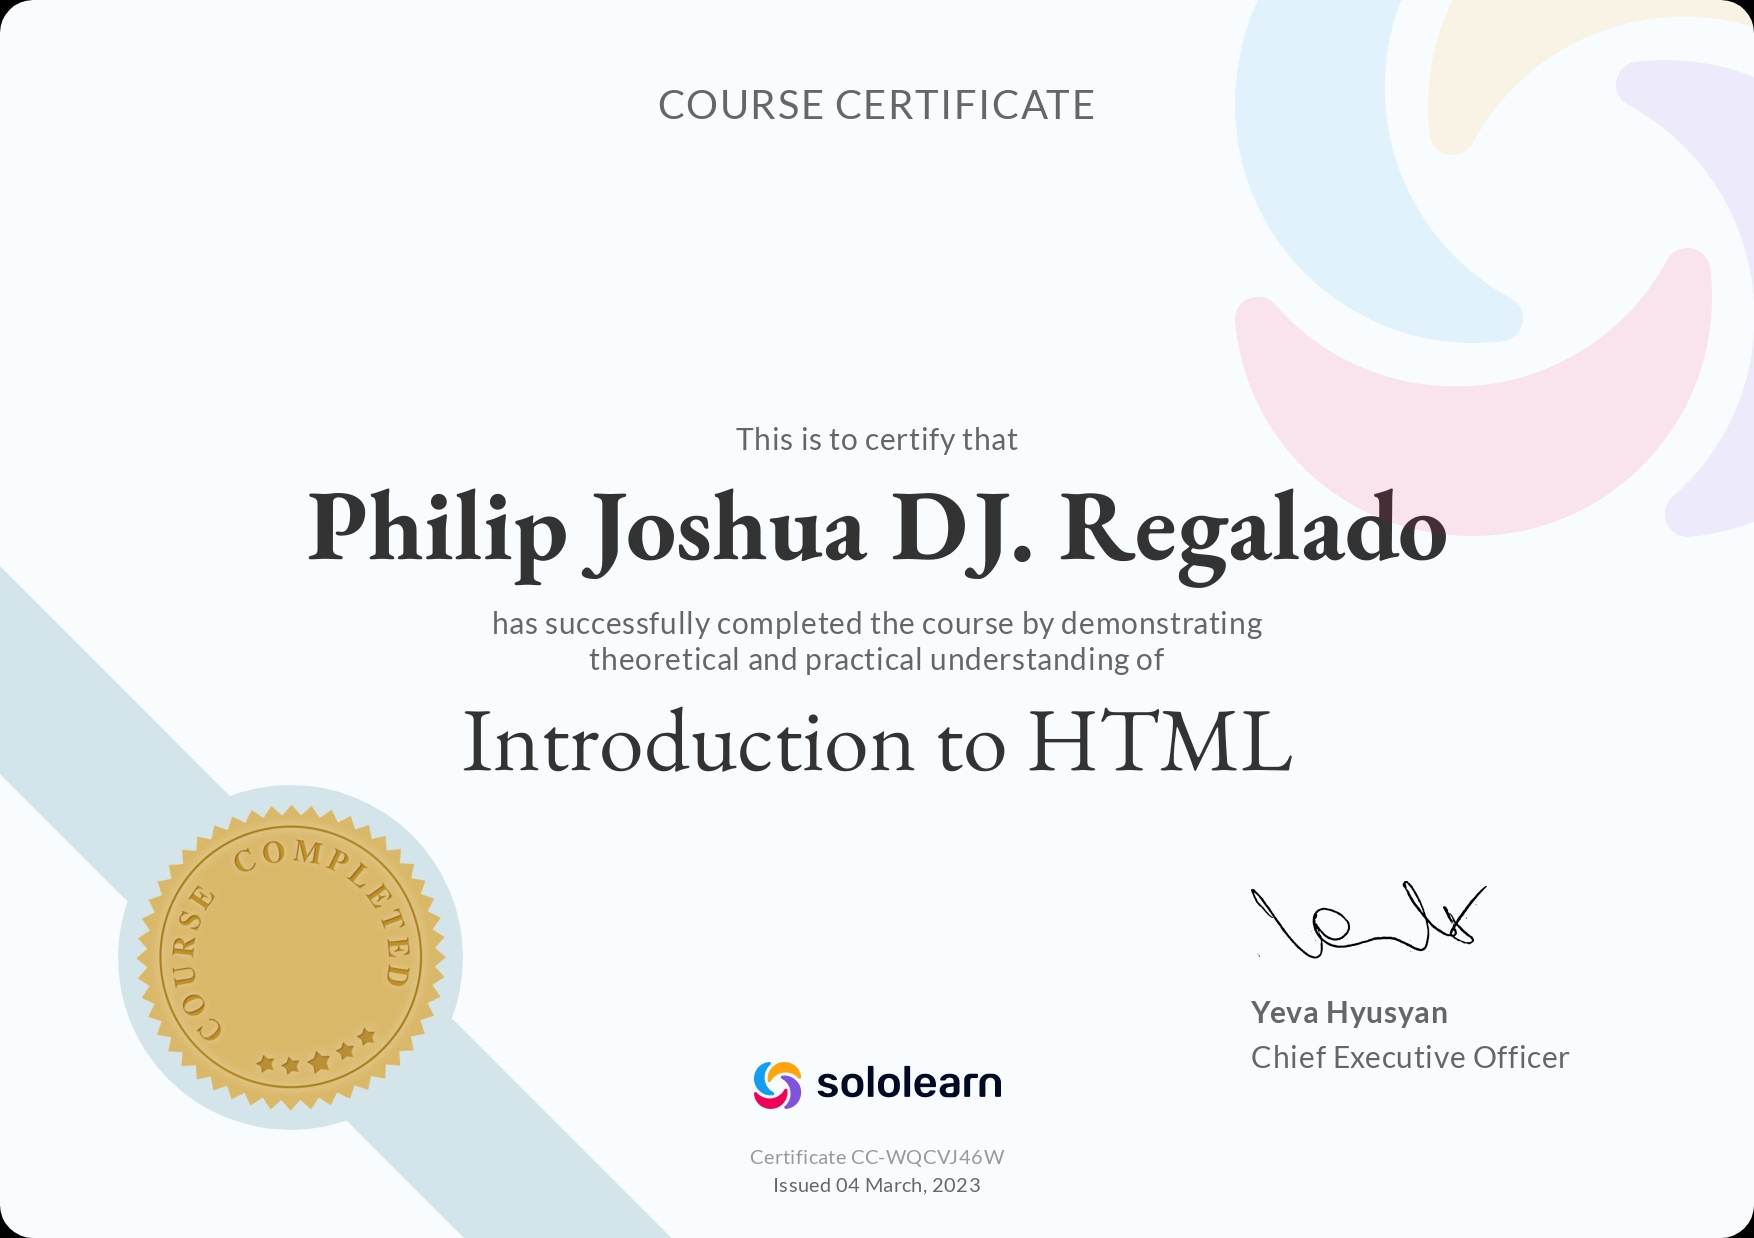 COURSE CERTIFICATE
This is to certify that
Philip Joshua DJ. Regalado
has successfully completed the course by demonstrating
theoretical and practical understanding of
Introduction to HTML
COURSE COMPLETED
Yeva Hyusyan
Chief Executive Officer
sololearn
Certificate CC-WQCVJ46W
Issued 04 March, 2023